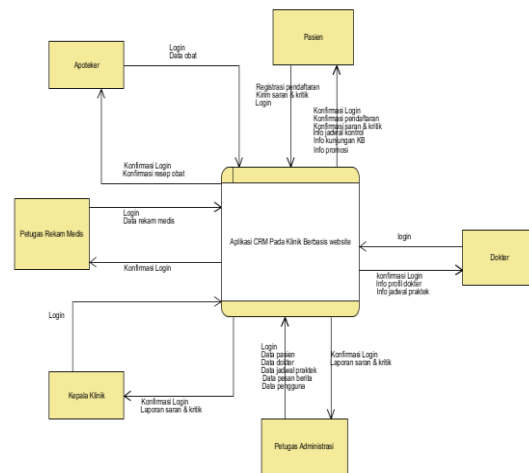 Pasien
Apoteker
Login
Data obat
Registrasi pendaftaran
Kirim saran & kritik
Login
Konfirmasi Login
Konfirmasi pendaftaran
Konfirmasi saran & kritik
Info jadwal kontrol
Info kunjungan KB
Info promosi
Konfirmasi Login
Konfirmasi resep obat
Petugas Rekam Medis
Login
Data rekam medis
Konfirmasi Login
Aplikasi CRM Pada Klinik Berbasis website
login
Dokter
konfirmasi Login
Info profil dokter
Info jadwal praktek
Login
Kepala Klinik
Konfirmasi Login
Laporan saran & kritik
Login
Data pasien
Data dokter
Data jadwal praktek
Data pesan berita
Data pengguna
Konfirmasi Login
Laporan saran & kritik
Petugas Administrasi